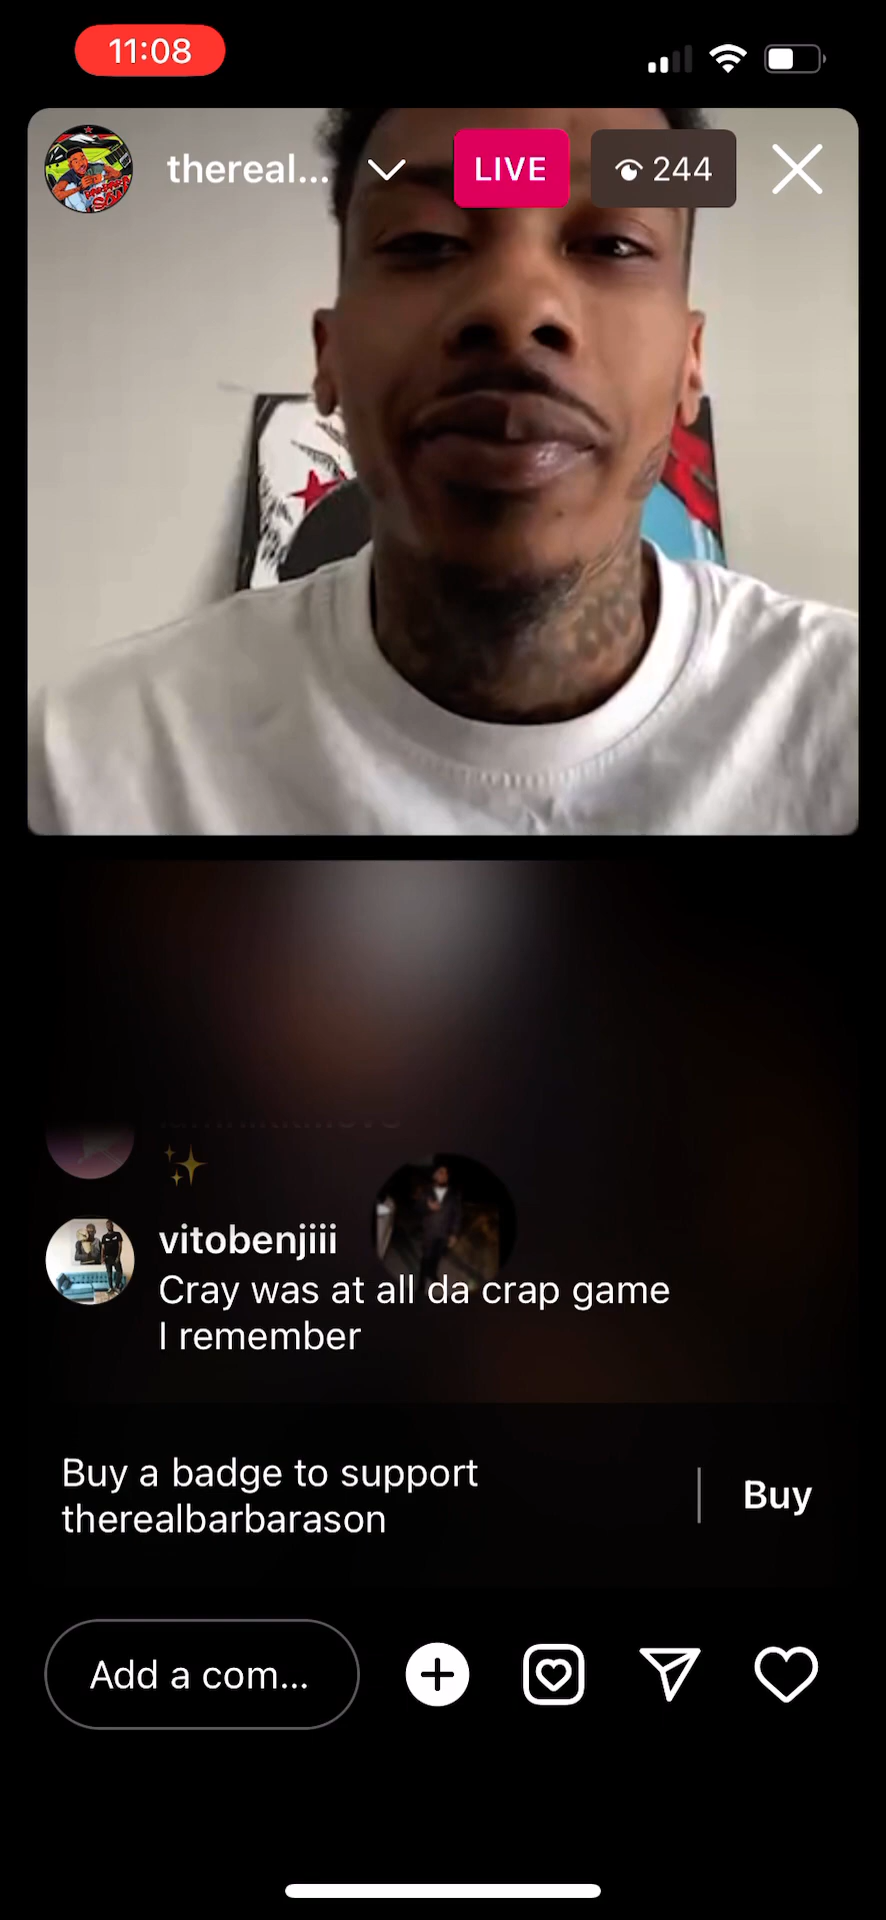 11:08
thereal...
LIVE
244
vitobenjiii
Cray was at all da crap game
I remember
Buy a badge to support
therealbarbarason
Buy
Add a com...